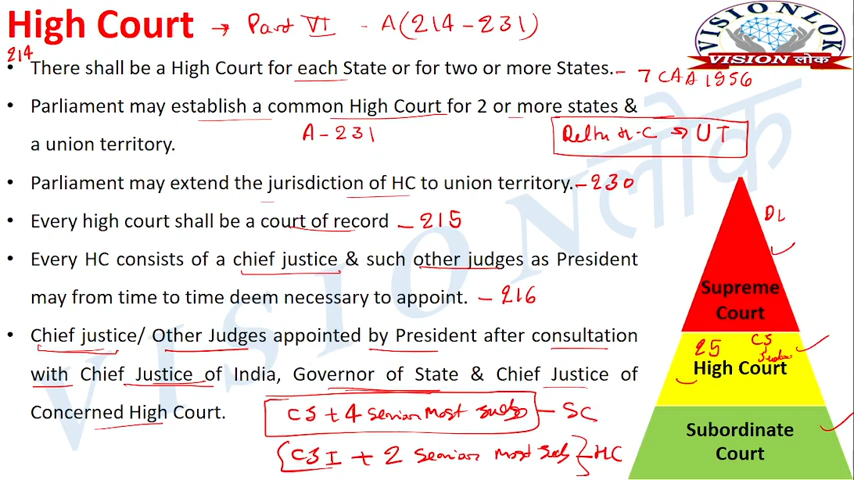 High Court → Part VI - A(214-231)
214
• There shall be a High Court for each State or for two or more States. - 7 CAA 1956
• Parliament may establish a common High Court for 2 or more states &
a union territory.
A-231
Delhi H-C → UT
• Parliament may extend the jurisdiction of HC to union territory. - 230
• Every high court shall be a court of record - 215
• Every HC consists of a chief justice & such other judges as President
may from time to time deem necessary to appoint. - 216
• Chief justice/ Other Judges appointed by President after consultation
with Chief Justice of India, Governor of State & Chief Justice of
Concerned High Court.
CJ + 4 senior most - SC
CJI + 2 senior most - HC
VISIONLOK
VISION लोक
Supreme
Court
25
CJ
High Court
Subordinate
Court
VISIONलोक